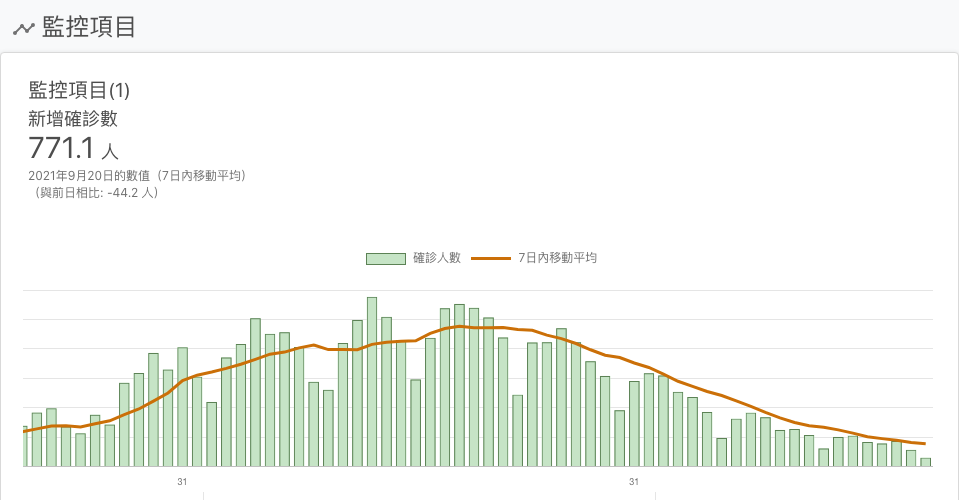 監控項目
監控項目(1)
新增確診數
771.1 人
2021年9月20日的數值（7日內移動平均）
（與前日相比: -44.2 人）
確診人數 7日內移動平均
31 31